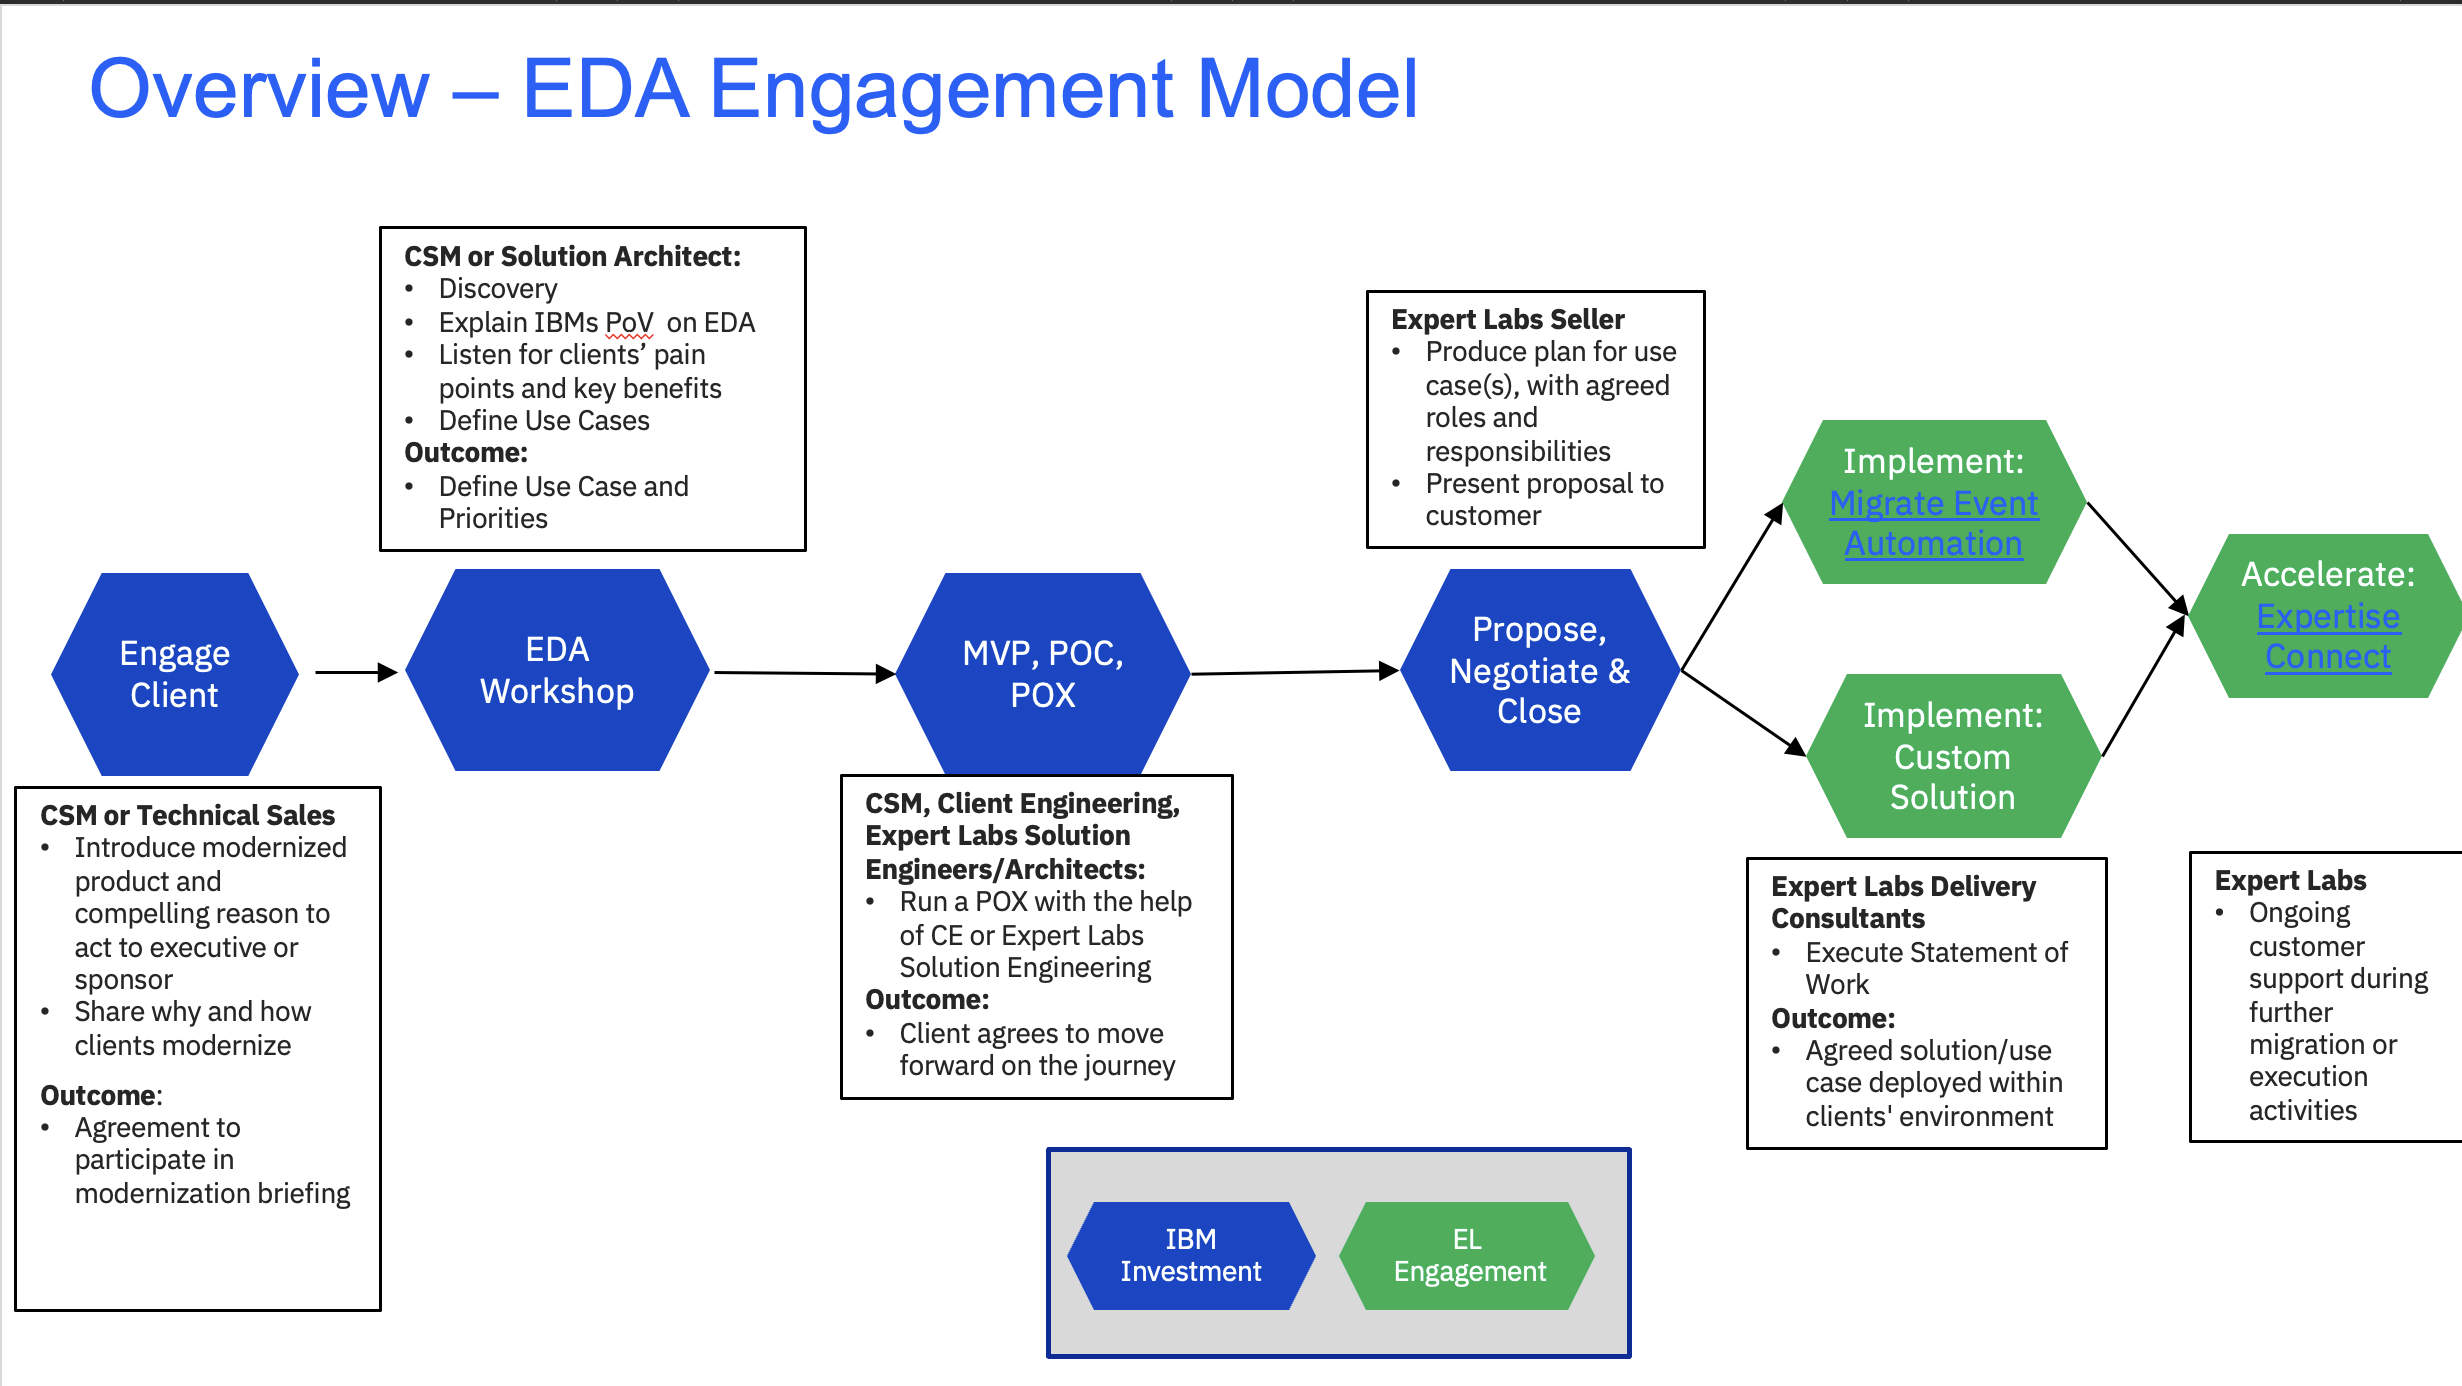 Overview – EDA Engagement Model
CSM or Solution Architect:
• Discovery
• Explain IBMs PoV on EDA
• Listen for clients’ pain
points and key benefits
• Define Use Cases
Outcome:
• Define Use Case and
Priorities
Expert Labs Seller
• Produce plan for use
case(s), with agreed
roles and
responsibilities
• Present proposal to
customer
Engage
Client
EDA
Workshop
MVP, POC,
POX
Propose,
Negotiate &
Close
Implement:
Migrate Event
Automation
Implement:
Custom
Solution
Accelerate:
Expertise
Connect
CSM or Technical Sales
• Introduce modernized
product and
compelling reason to
act to executive or
sponsor
• Share why and how
clients modernize
Outcome:
• Agreement to
participate in
modernization briefing
CSM, Client Engineering,
Expert Labs Solution
Engineers/Architects:
• Run a POX with the help
of CE or Expert Labs
Solution Engineering
Outcome:
• Client agrees to move
forward on the journey
Expert Labs Delivery
Consultants
• Execute Statement of
Work
Outcome:
• Agreed solution/use
case deployed within
clients' environment
Expert Labs
• Ongoing
customer
support during
further
migration or
execution
activities
IBM
Investment
EL
Engagement